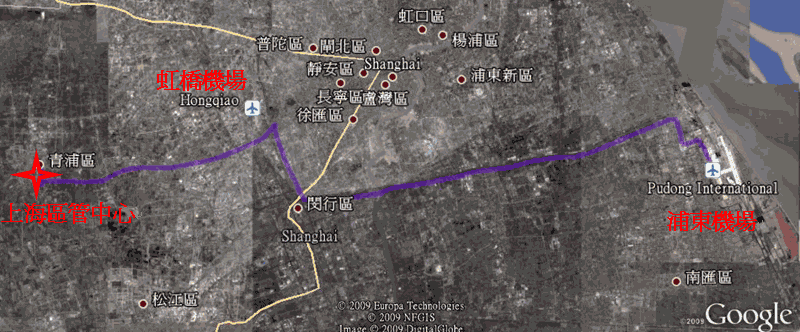 虹口區
楊浦區
普陀區
閘北區
Shanghai
靜安區
浦東新區
虹橋機場
Hongqiao
長寧區
盧灣區
徐匯區
青浦區
上海區管中心
Pudong International
閔行區
浦東機場
Shanghai
南匯區
松江區
© 2009 Europa Technologies
© 2009 NFGIS
Image © 2009 DigitalGlobe
©2009 Google